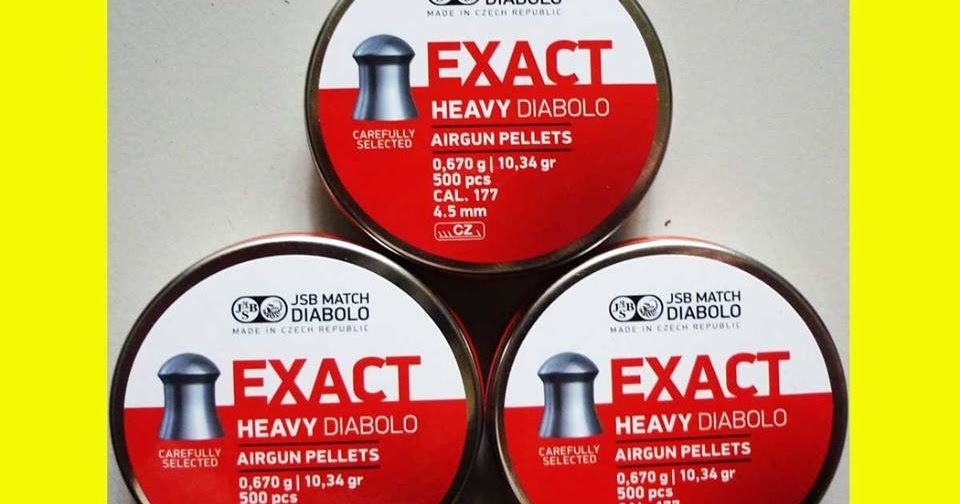 DIABOLO
MADE IN CZECH REPUBLIC
EXACT
HEAVY DIABOLO
CAREFULLY
SELECTED
AIRGUN PELLETS
0,670 g | 10,34 gr
500 pcs
CAL. 177
4.5 mm
CZ
JSB
JSB MATCH
DIABOLO
MADE IN CZECH REPUBLIC
EXACT
HEAVY DIABOLO
CAREFULLY
SELECTED
AIRGUN PELLETS
0,670 g | 10,34 gr
500 pcs
JSB
JSB MATCH
DIABOLO
MADE IN CZECH REPUBLIC
EXACT
HEAVY DIABOLO
CAREFULLY
SELECTED
AIRGUN PELLETS
0,670 g | 10,34 gr
500 pcs